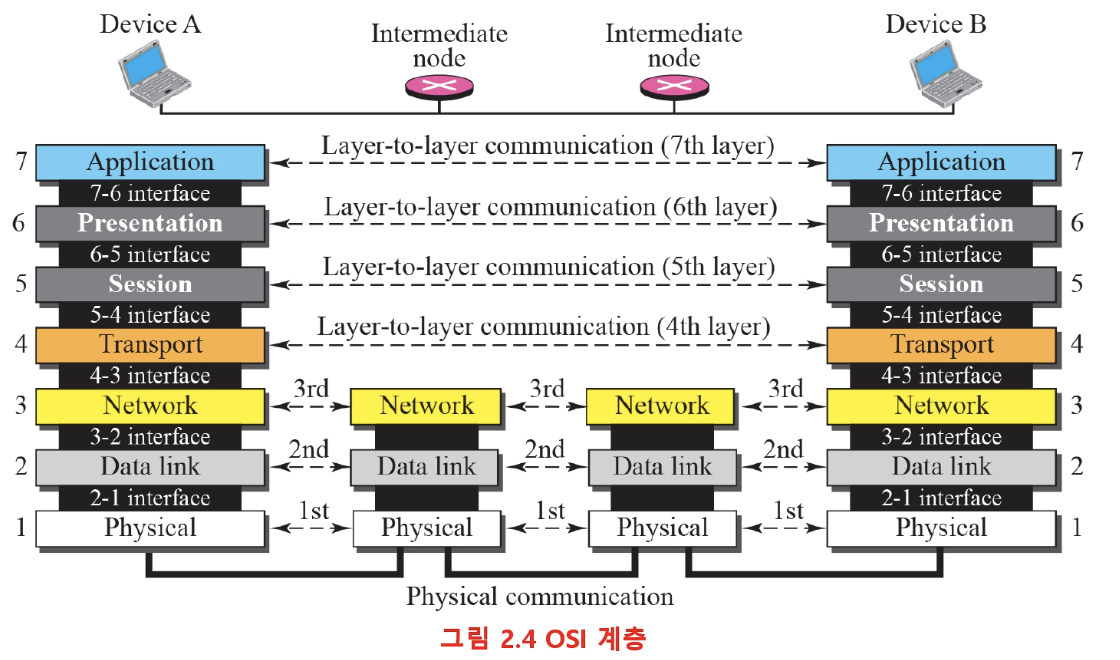 Device A
Intermediate
node
Intermediate
node
Device B
7 Application Layer-to-layer communication (7th layer) Application 7
7-6 interface 7-6 interface
6 Presentation Layer-to-layer communication (6th layer) Presentation 6
6-5 interface 6-5 interface
5 Session Layer-to-layer communication (5th layer) Session 5
5-4 interface 5-4 interface
4 Transport Layer-to-layer communication (4th layer) Transport 4
4-3 interface 4-3 interface
3 Network 3rd Network 3rd Network 3rd Network 3
3-2 interface 3-2 interface
2 Data link 2nd Data link 2nd Data link 2nd Data link 2
2-1 interface 2-1 interface
1 Physical 1st Physical 1st Physical 1st Physical 1
Physical communication
그림 2.4 OSI 계층